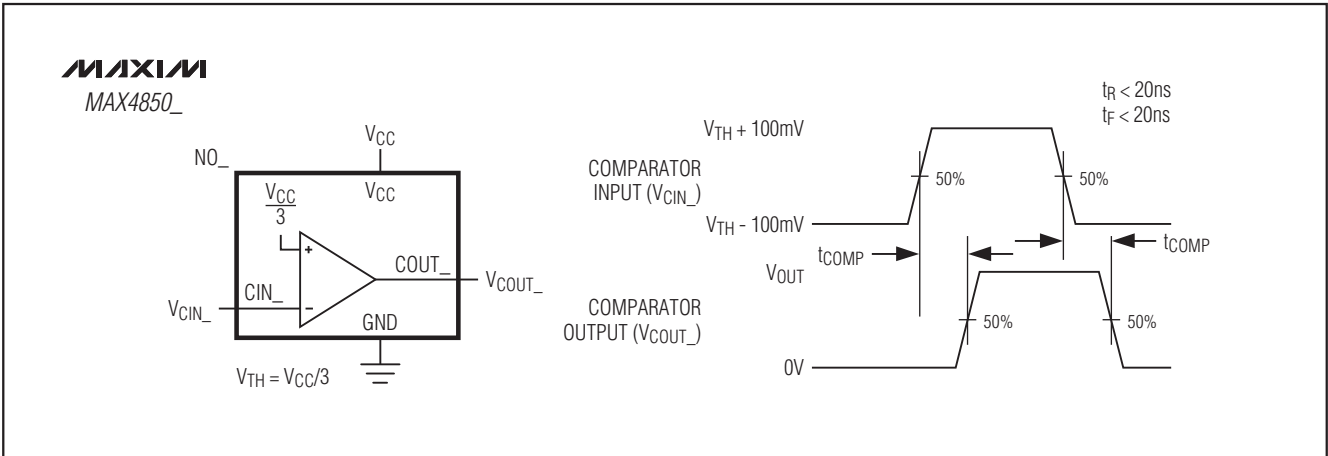 MAXIM
MAX4850_
NO_
VCC
VCC
VCC
3
+
CIN_
-
COUT_
GND
VCIN_
VCOUT_
VTH = VCC/3
tR < 20ns
tF < 20ns
VTH + 100mV
COMPARATOR
INPUT (VCIN_)
50%
50%
VTH - 100mV
tCOMP
tCOMP
VOUT
COMPARATOR
OUTPUT (VCOUT_)
50%
50%
0V